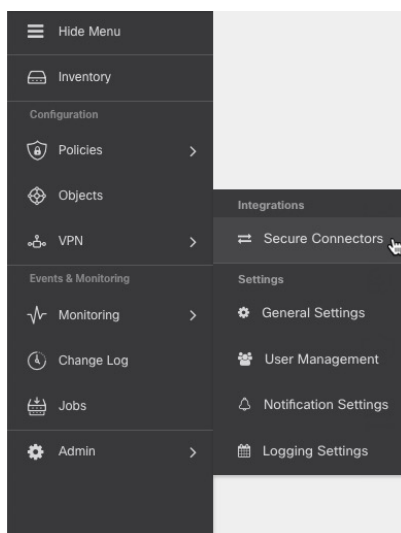 Hide Menu
Inventory
Configuration
Policies
Objects
VPN
Events & Monitoring
Monitoring
Change Log
Jobs
Admin
Integrations
Secure Connectors
Settings
General Settings
User Management
Notification Settings
Logging Settings